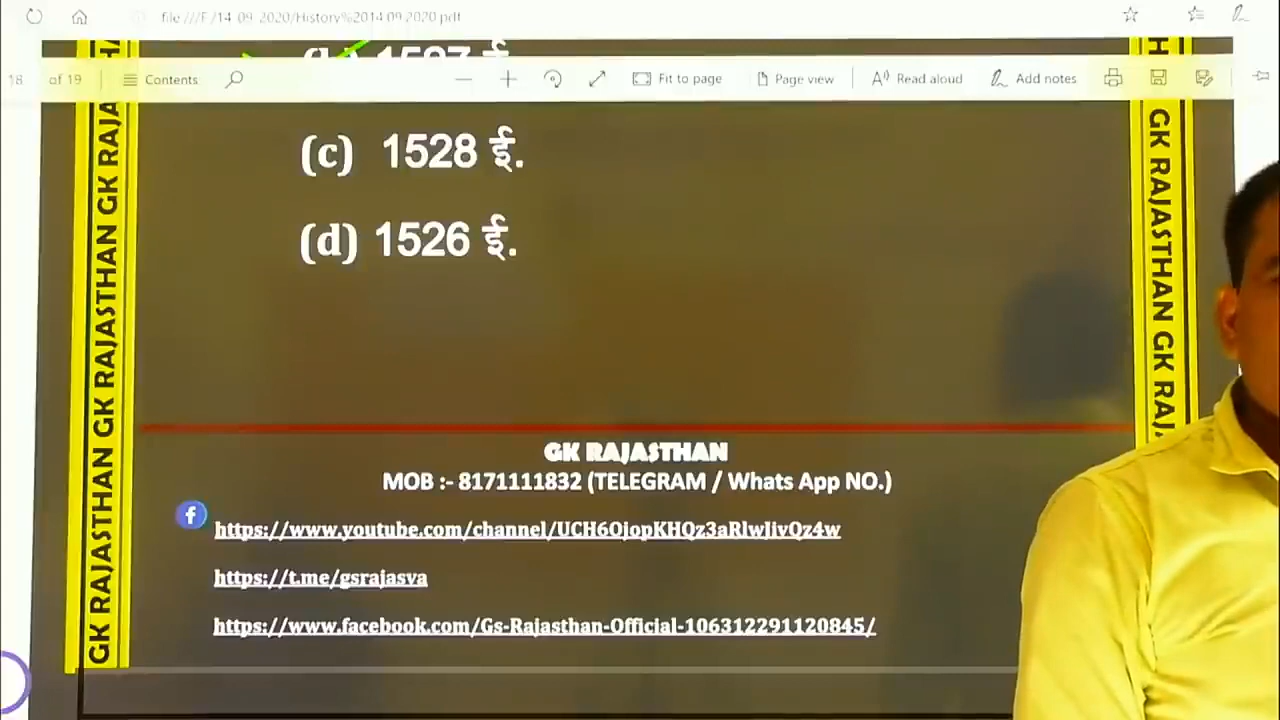 file:///F:/14-09-2020/History%2014.09.2020.pdf
(b) 1527 ई.
18 of 19 Contents Fit to page Page view Read aloud Add notes
(c) 1528 ई.
(d) 1526 ई.
GK RAJASTHAN
MOB :- 8171111832 (TELEGRAM / Whats App NO.)
https://www.youtube.com/channel/UCH6OjopKHQz3aRlwJivQz4w
https://t.me/gsrajasva
https://www.facebook.com/Gs-Rajasthan-Official-106312291120845/
GK RAJASTHAN GK RAJASTHAN GK RAJA
GK RAJASTHAN GK RAJ